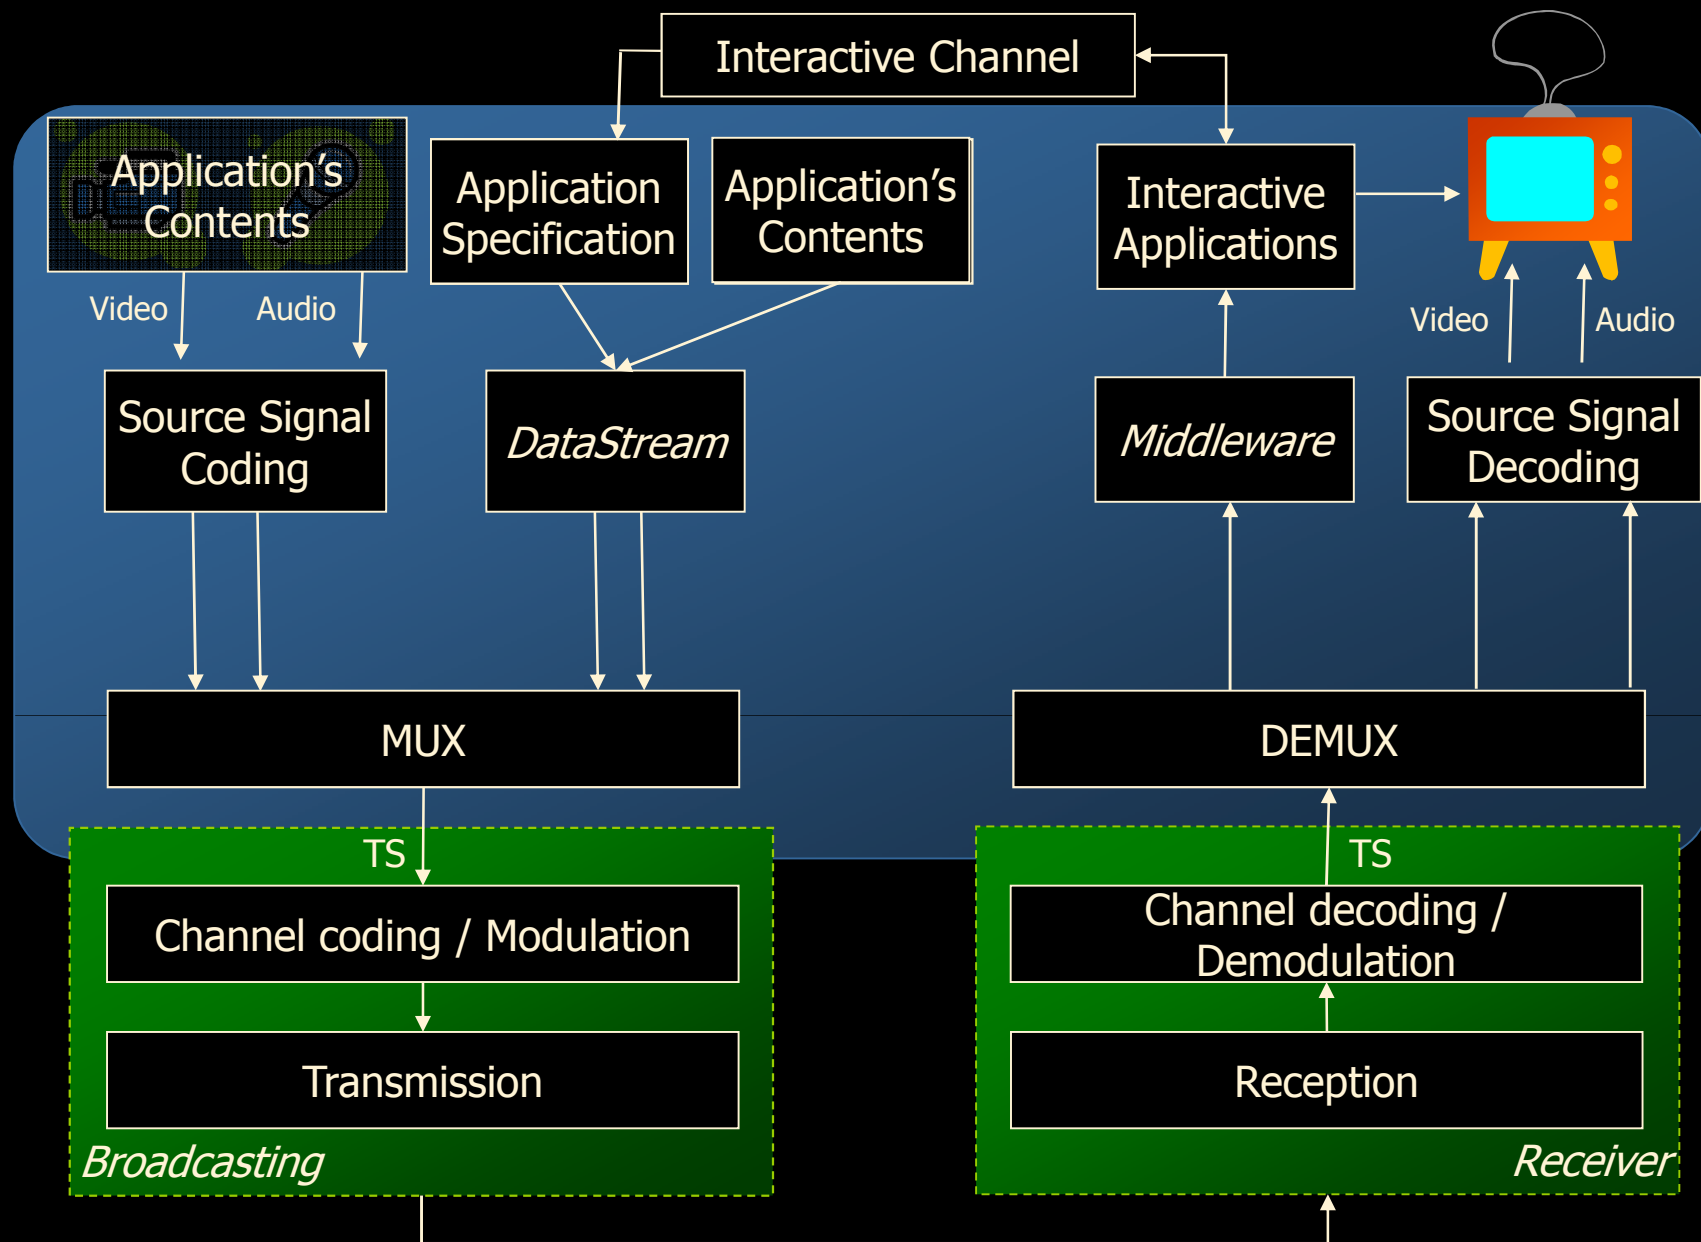 Interactive Channel
Application's
Contents
Application
Specification
Application's
Contents
Interactive
Applications
Video
Audio
Video
Audio
Source Signal
Coding
DataStream
Middleware
Source Signal
Decoding
MUX
DEMUX
TS
TS
Channel coding / Modulation
Channel decoding /
Demodulation
Transmission
Reception
Broadcasting
Receiver